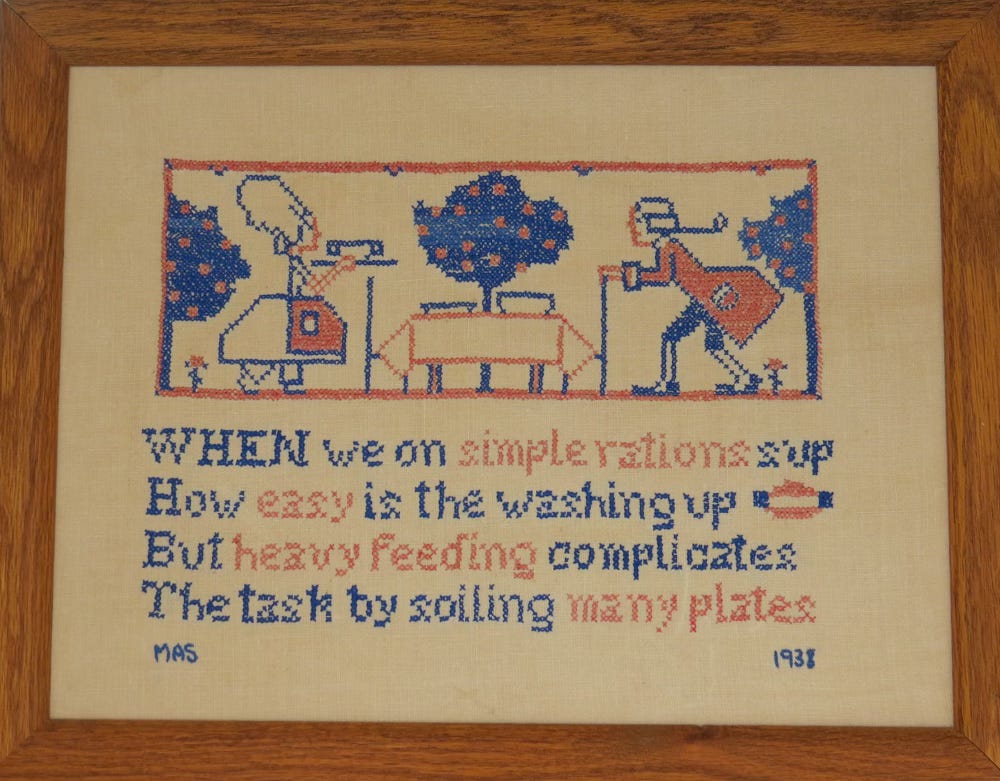 WHEN we on simple rations sup
How easy is the washing up
But heavy feeding complicates
The task by soiling many plates
MAS 1938